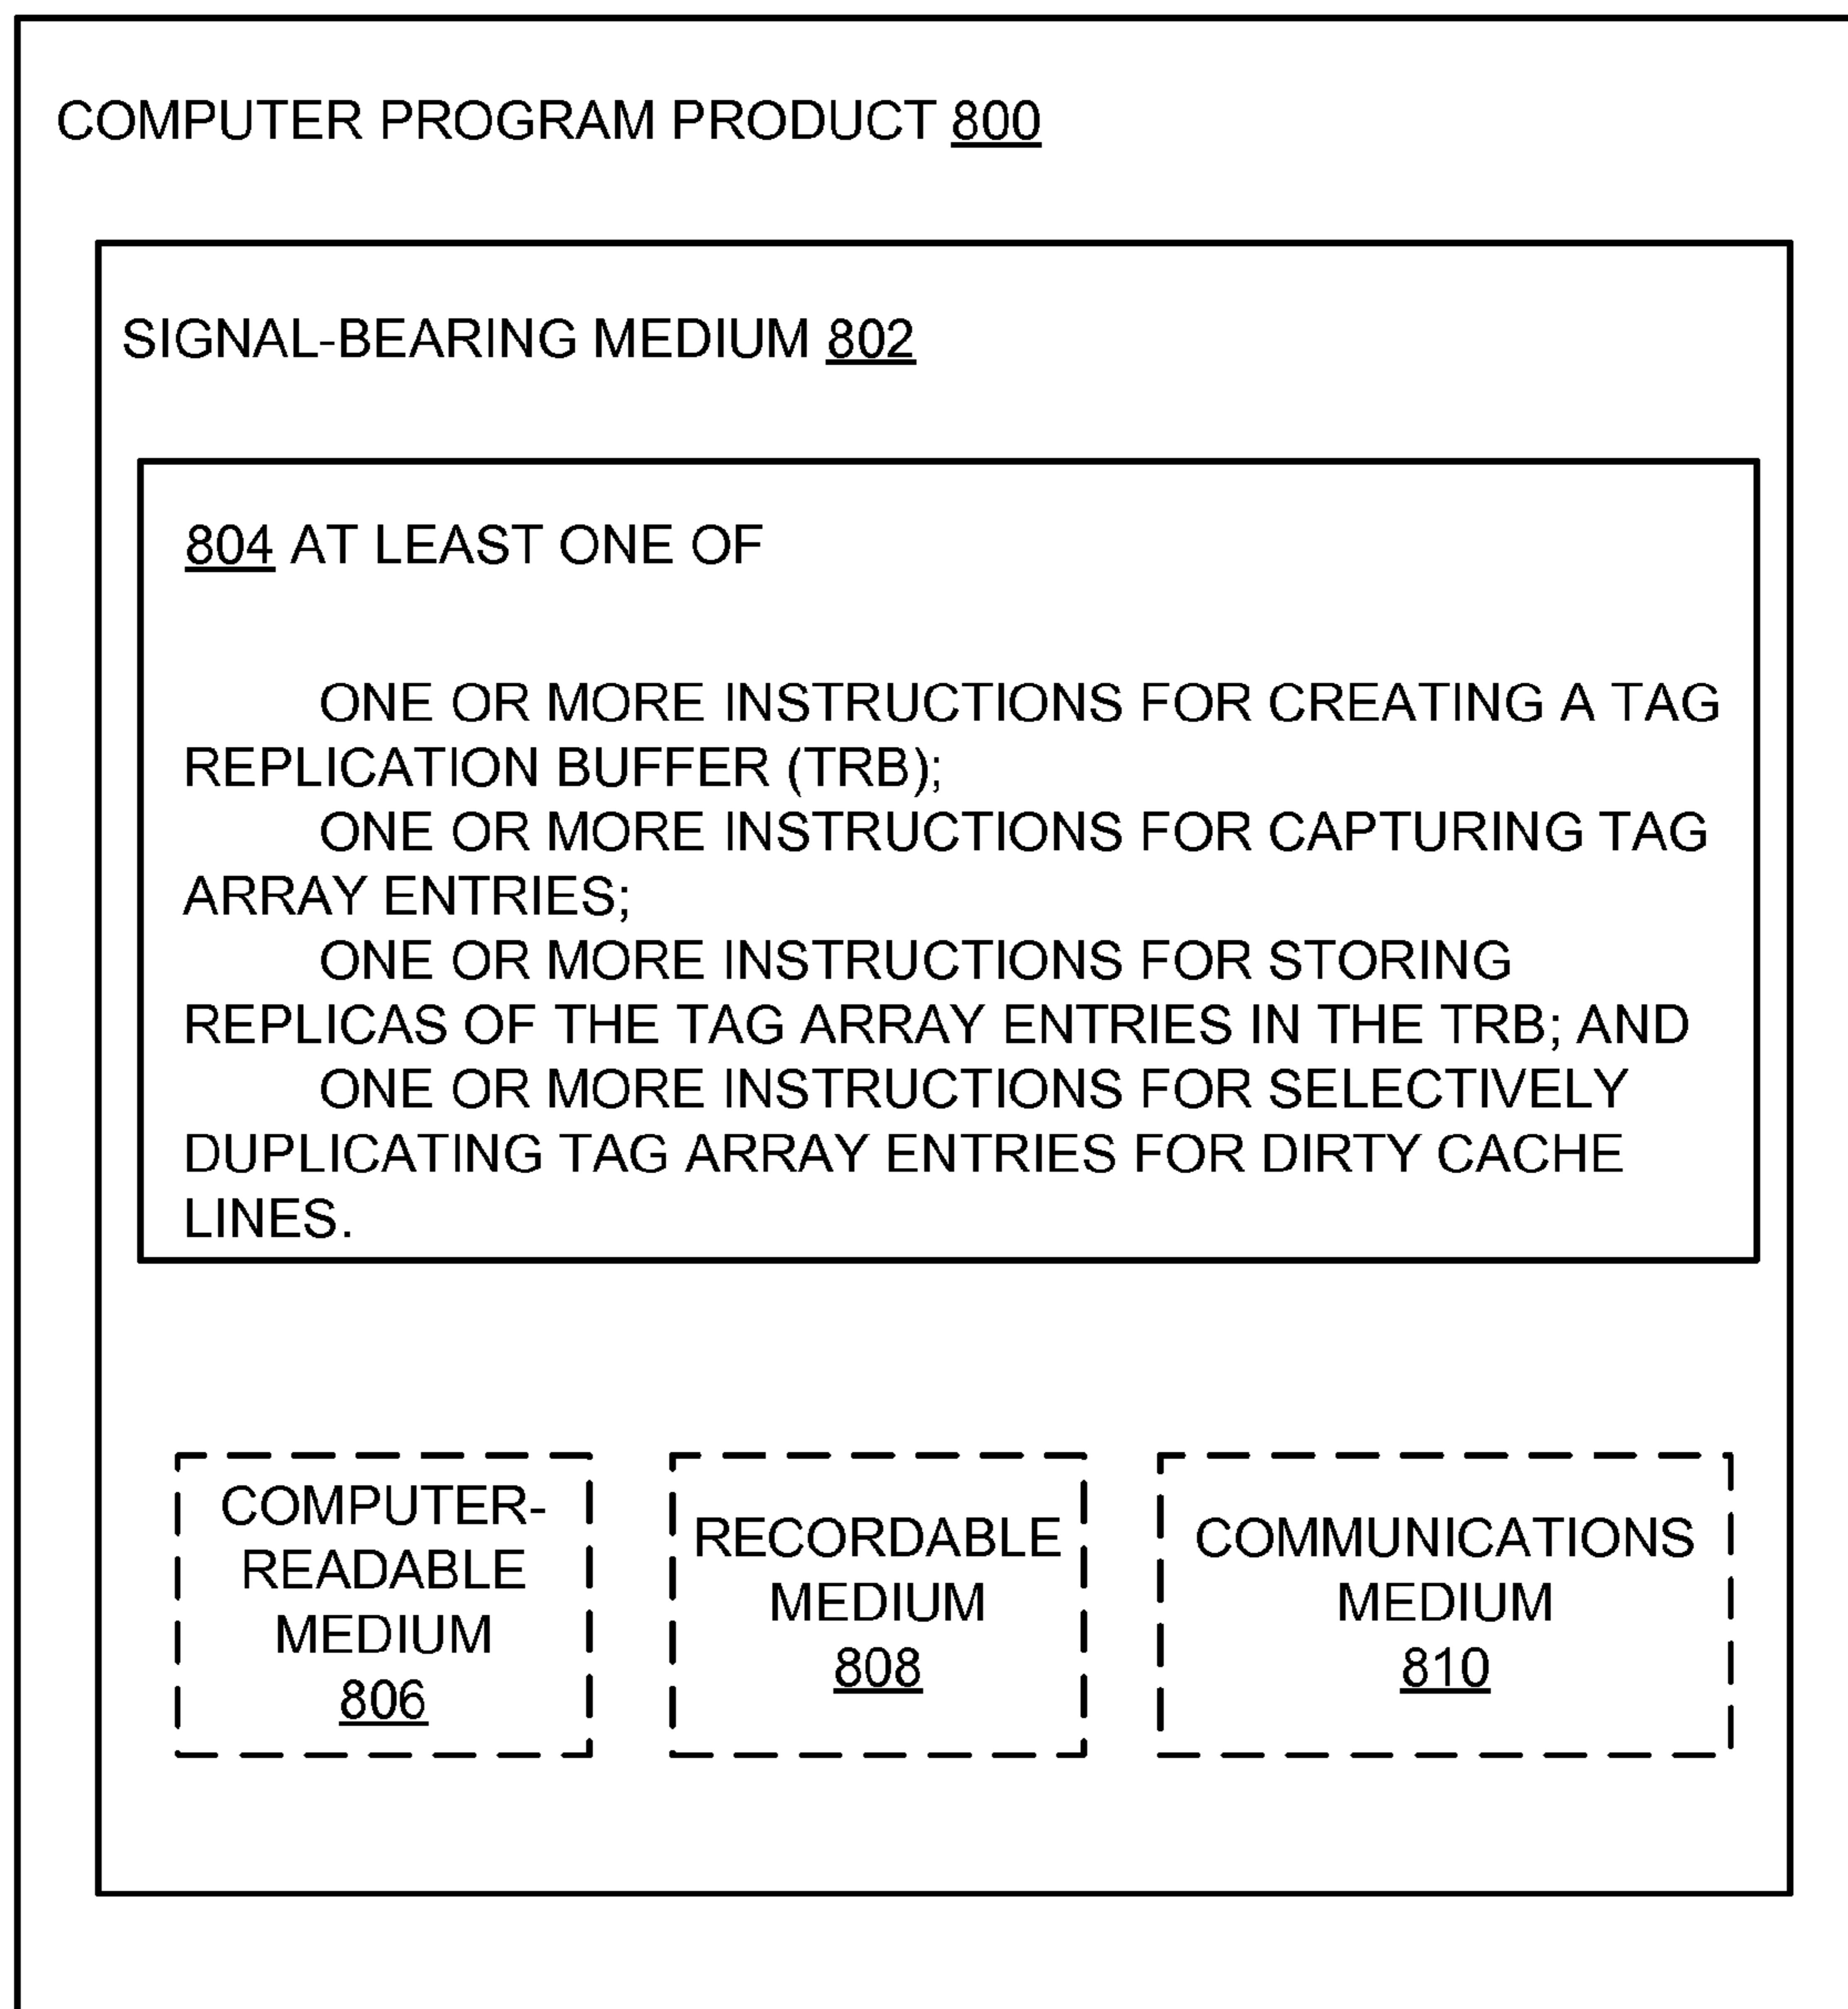 COMPUTER PROGRAM PRODUCT 800
SIGNAL-BEARING MEDIUM 802
804 AT LEAST ONE OF
ONE OR MORE INSTRUCTIONS FOR CREATING A TAG
REPLICATION BUFFER (TRB);
ONE OR MORE INSTRUCTIONS FOR CAPTURING TAG
ARRAY ENTRIES;
ONE OR MORE INSTRUCTIONS FOR STORING
REPLICAS OF THE TAG ARRAY ENTRIES IN THE TRB; AND
ONE OR MORE INSTRUCTIONS FOR SELECTIVELY
DUPLICATING TAG ARRAY ENTRIES FOR DIRTY CACHE
LINES.
COMPUTER-
READABLE
MEDIUM
806
RECORDABLE
MEDIUM
808
COMMUNICATIONS
MEDIUM
810